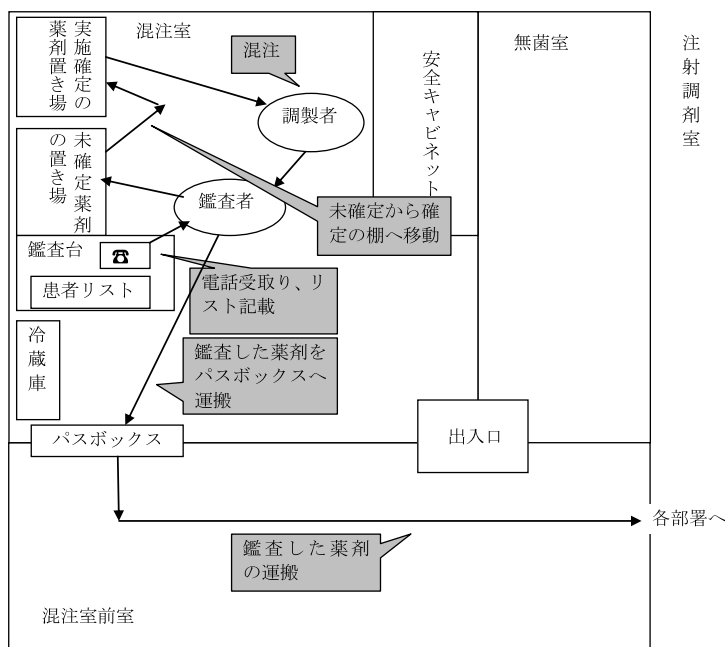 混注室
実施確定の
薬剤置き場
混注
調製者
安全キャビネット
無菌室
注射調剤室
未確定薬剤
の置き場
鑑査者
未確定から確
定の棚へ移動
鑑査台
☎
患者リスト
電話受取り、リ
スト記載
冷蔵庫
鑑査した薬剤を
パスボックスへ
運搬
パスボックス
出入口
各部署へ
鑑査した薬剤
の運搬
混注室前室